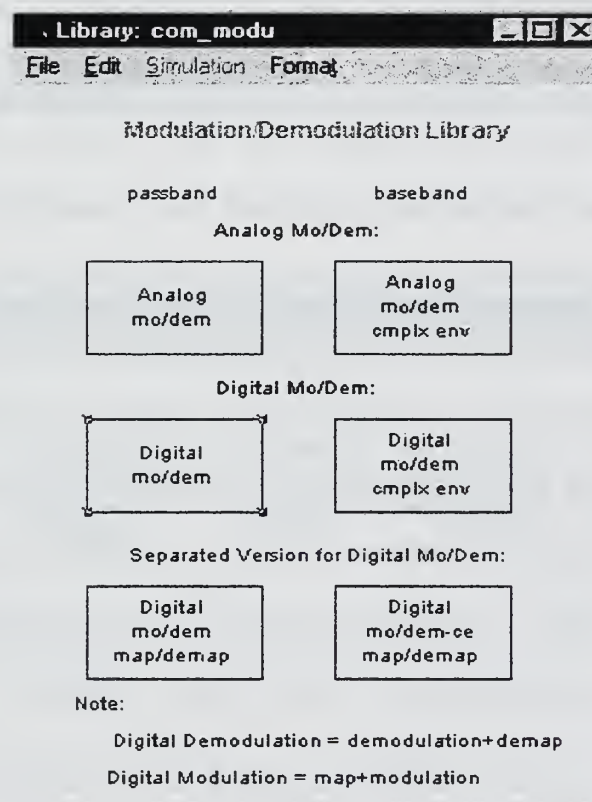 Library: com_modu
File Edit Simulation Format
Modulation/Demodulation Library
passband baseband
Analog Mo/Dem:
Analog
mo/dem
Analog
mo/dem
cmplx env
Digital Mo/Dem:
Digital
mo/dem
Digital
mo/dem
cmplx env
Separated Version for Digital Mo/Dem:
Digital
mo/dem
map/demap
Digital
mo/dem-ce
map/demap
Note:
Digital Demodulation = demodulation+demap
Digital Modulation = map+modulation